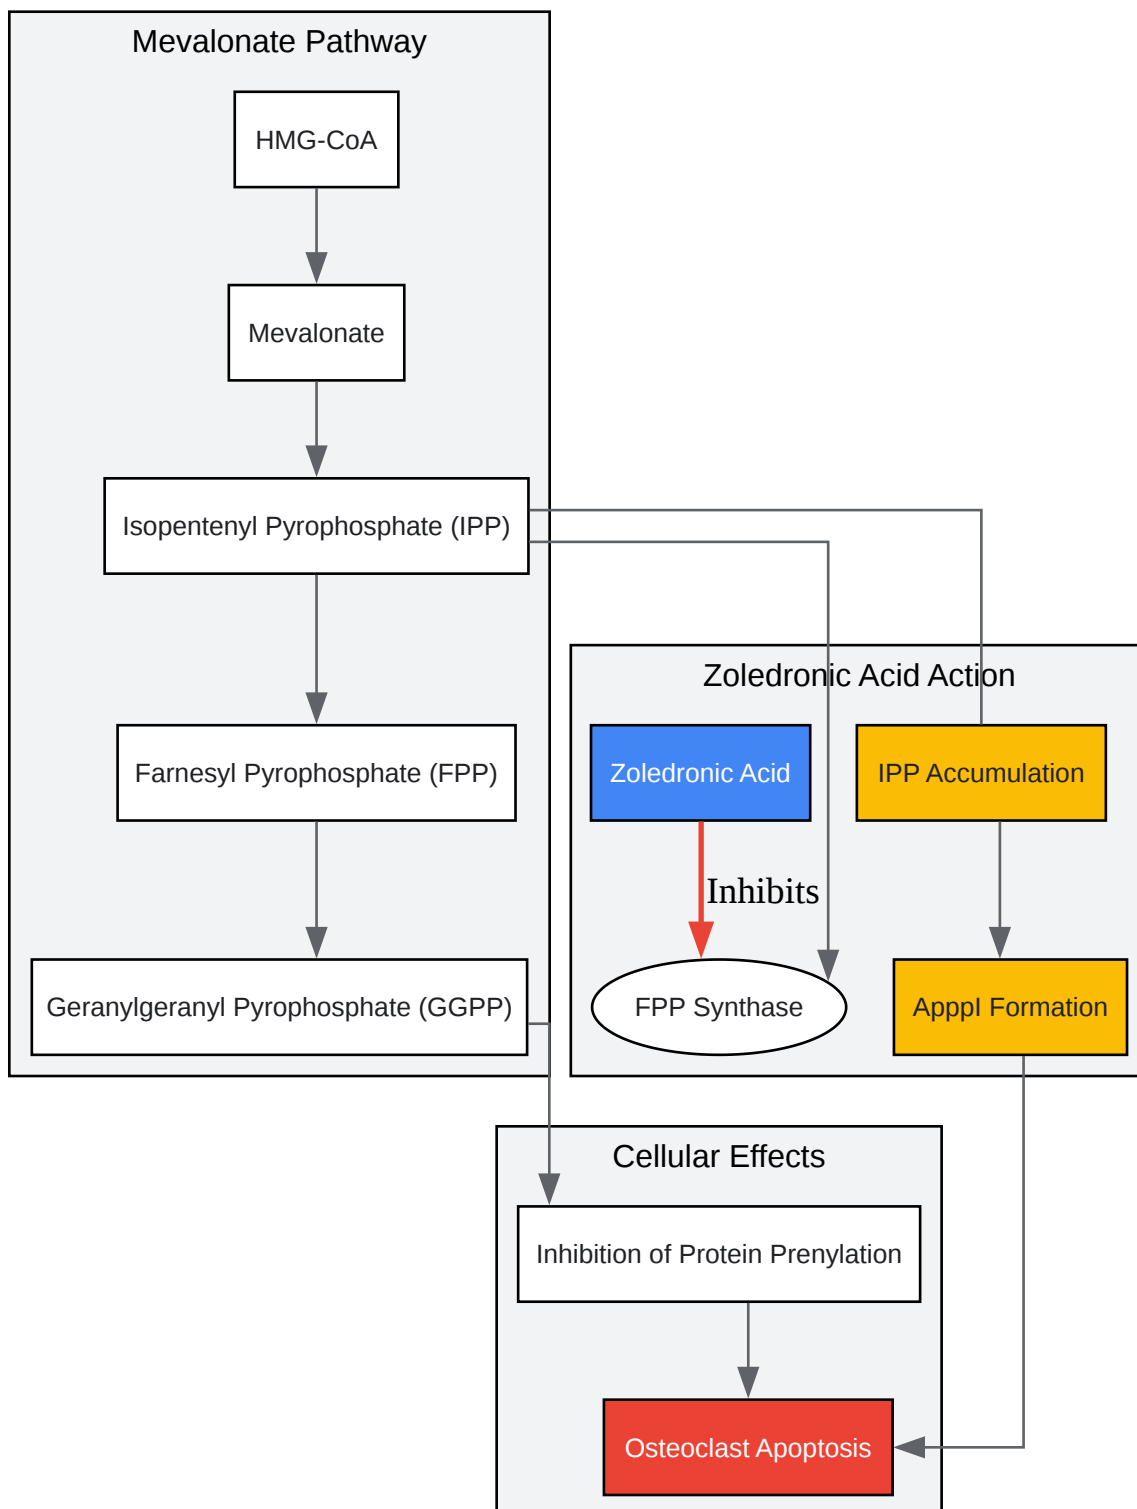 Mevalonate Pathway
HMG-CoA
Mevalonate
Isopentenyl Pyrophosphate (IPP)
Farnesyl Pyrophosphate (FPP)
Geranylgeranyl Pyrophosphate (GGPP)
Zoledronic Acid Action
Zoledronic Acid
IPP Accumulation
Inhibits
FPP Synthase
ApppI Formation
Cellular Effects
Inhibition of Protein Prenylation
Osteoclast Apoptosis